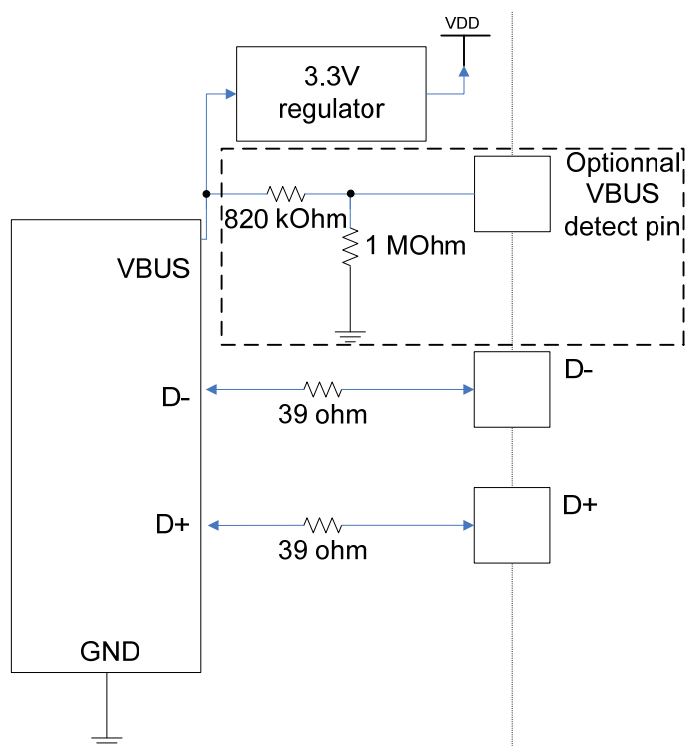 VDD
3.3V
regulator
Optionnal
VBUS
detect pin
820 kOhm
1 MOhm
VBUS
D-
D-
39 ohm
D+
D+
39 ohm
GND